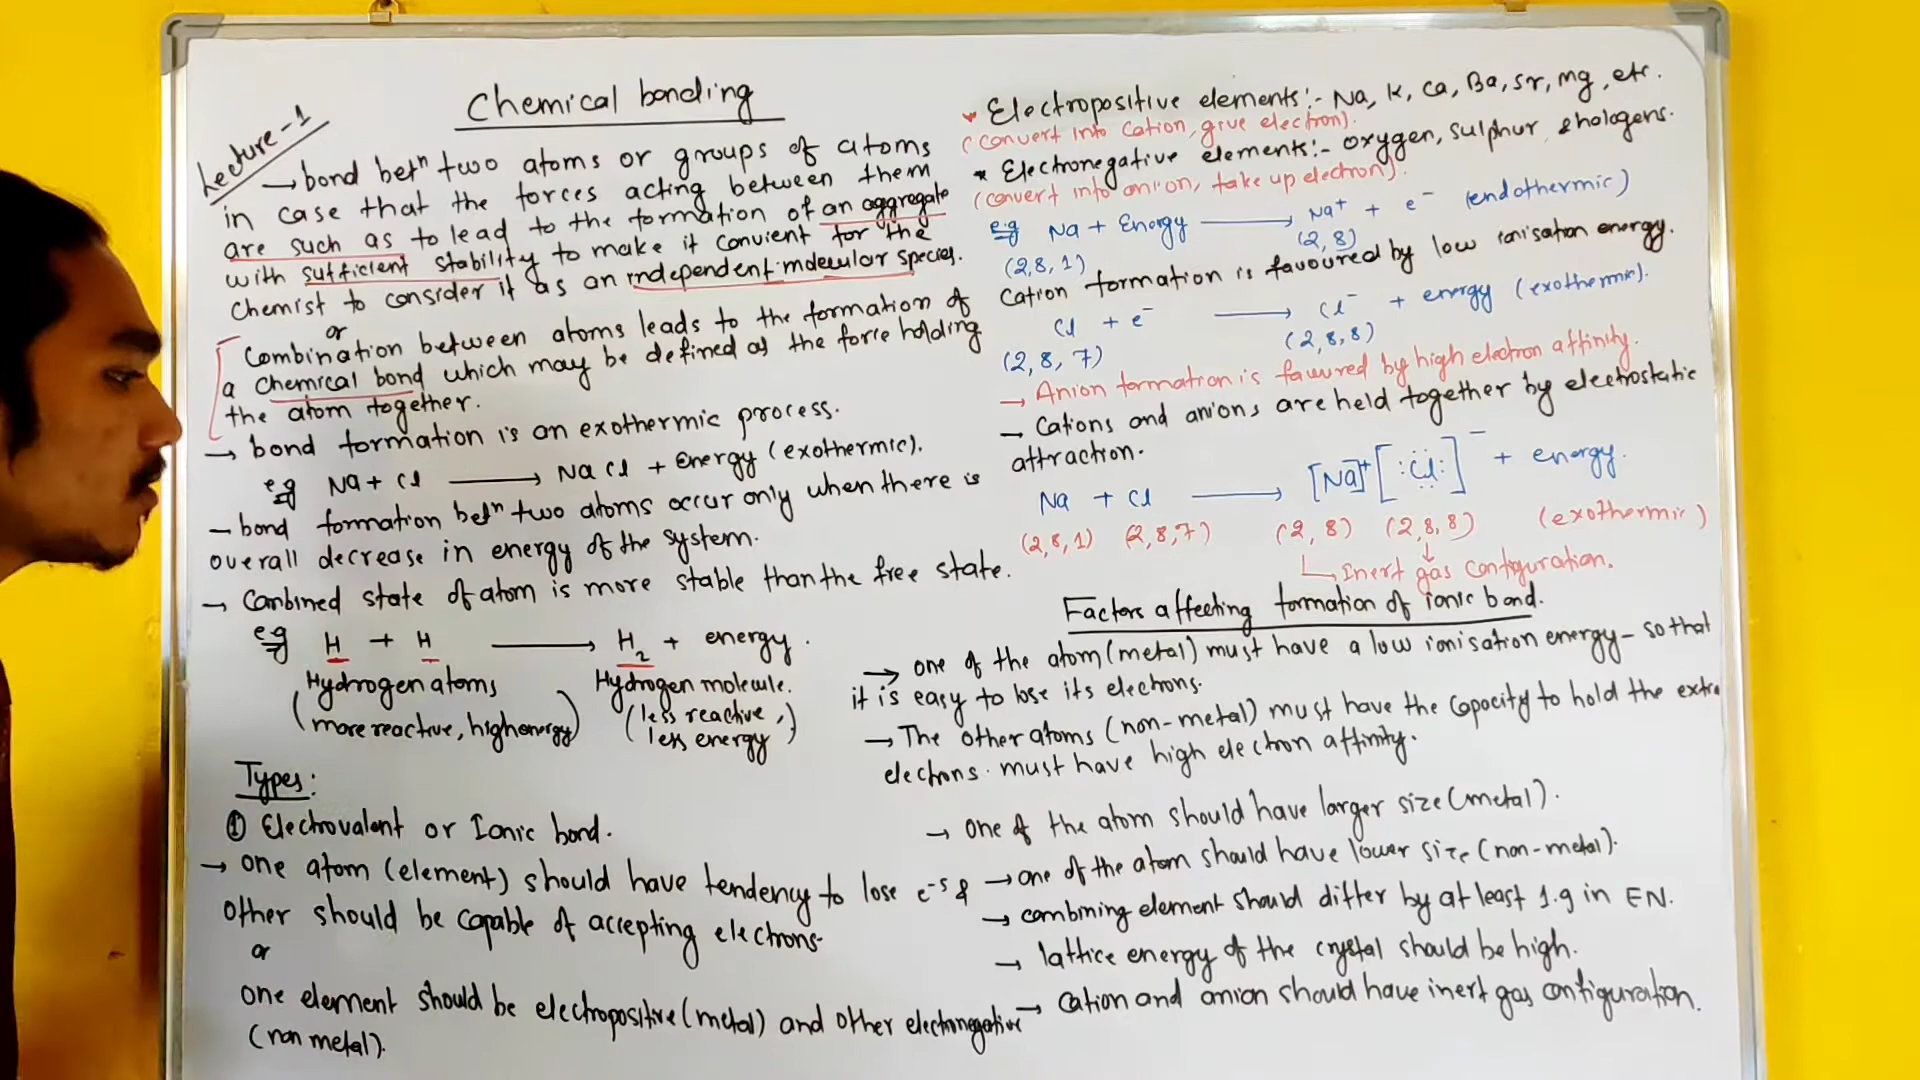 Chemical bonding
Lecture-1
→ bond betⁿ two atoms or groups of atoms
in case that the forces acting between them
are such as to lead to the formation of an aggregate
with sufficient stability to make it convient for the
chemist to consider it as an independent molecular species.
or
Combination between atoms leads to the formation of
a chemical bond which may be defined as the force holding
the atom together.
→ bond formation is an exothermic process.
e.g Na + Cl ⟶ NaCl + Energy (exothermic).
– bond formation betⁿ two atoms occur only when there is
overall decrease in energy of the system.
→ Combined state of atom is more stable than the free state.
e.g H + H ⟶ H₂ + energy.
Hydrogen atoms Hydrogen molecule.
(more reactive, high energy) (less reactive,
less energy)
Types:
① Electrovalent or Ionic bond.
→ one atom (element) should have tendency to lose e⁻s &
other should be capable of accepting electrons
or
one element should be electropositive (metal) and other electronegative
(non metal).
* Electropositive elements:- Na, K, Ca, Ba, Sr, Mg, etc.
(convert into cation, give electron).
* Electronegative elements:- oxygen, sulphur & halogens.
(convert into anion, take up electron).
e.g Na + Energy ⟶ Na⁺ + e⁻ (endothermic)
(2,8,1) (2,8)
Cation formation is favoured by low ionisation energy.
Cl + e⁻ ⟶ Cl⁻ + energy (exothermic).
(2,8,7) (2,8,8)
→ Anion formation is favured by high electron affinity.
– Cations and anions are held together by electrostatic
attraction.
Na + Cl ⟶ [Na]⁺ [:Cl:]⁻ + energy.
(2,8,1) (2,8,7) (2,8) (2,8,8) (exothermic)
Inert gas configuration.
Factors affecting formation of ionic bond.
→ one of the atom (metal) must have a low ionisation energy – so that
it is easy to lose its electrons.
→ The other atoms (non-metal) must have the capacity to hold the extra
electrons. must have high electron affinity.
→ one of the atom should have larger size (metal).
→ one of the atom should have lower size (non-metal).
→ combining element should differ by at least 1.9 in EN.
→ lattice energy of the crystal should be high.
→ cation and anion should have inert gas configuration.